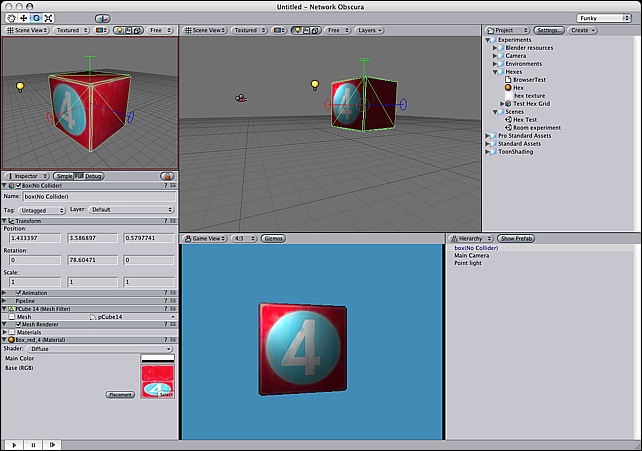 Untitled - Network Obscura
Funky
Scene View Textured RGB Free
Scene View Textured RGB Free Layers
Project Settings... Create
Experiments
Blender resources
Camera
Environments
Hexes
BrowserTest
Hex
hex texture
Test Hex Grid
Scenes
Hex Test
Room experiment
Pro Standard Assets
Standard Assets
ToonShading
4
4
Inspector Simple Full Debug
Box(No Collider)
Name: box(No Collider)
Tag: Untagged Layer: Default
Transform
Position:
1.433397 3.586897 0.5797741
Rotation:
0 78.60471 0
Scale:
1 1 1
Animation
Pipeline
PCube 14 (Mesh Filter)
Mesh pCube14
Mesh Renderer
Materials
Box_red_4 (Material)
Shader: Diffuse
Main Color
Base (RGB)
Placement Select
Game View 4:3 Gizmos
4
Hierarchy Show Prefab
box(No Collider)
Main Camera
Point light